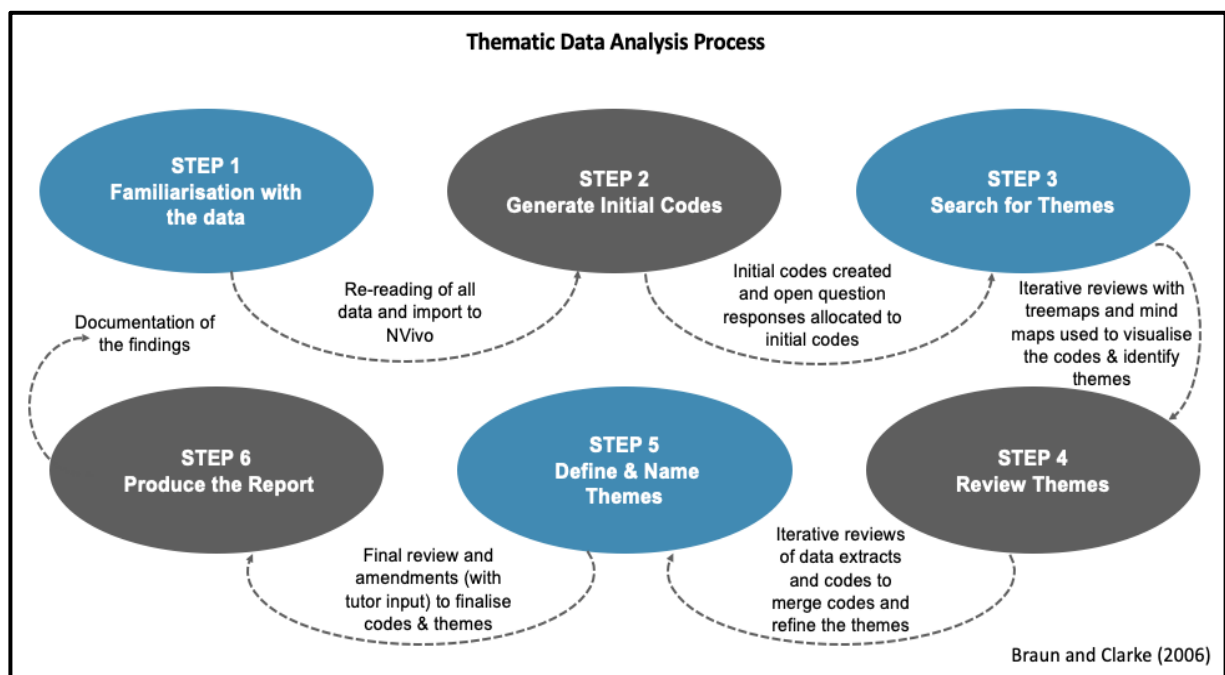 Thematic Data Analysis Process
STEP 1
Familiarisation with
the data
STEP 2
Generate Initial Codes
STEP 3
Search for Themes
Re-reading of all
data and import to
NVivo
Initial codes created
and open question
responses allocated to
initial codes
Iterative reviews with
treemaps and mind
maps used to visualise
the codes & identify
themes
Documentation of
the findings
STEP 6
Produce the Report
STEP 5
Define & Name
Themes
STEP 4
Review Themes
Final review and
amendments (with
tutor input) to finalise
codes & themes
Iterative reviews
of data extracts
and codes to
merge codes and
refine the themes
Braun and Clarke (2006)